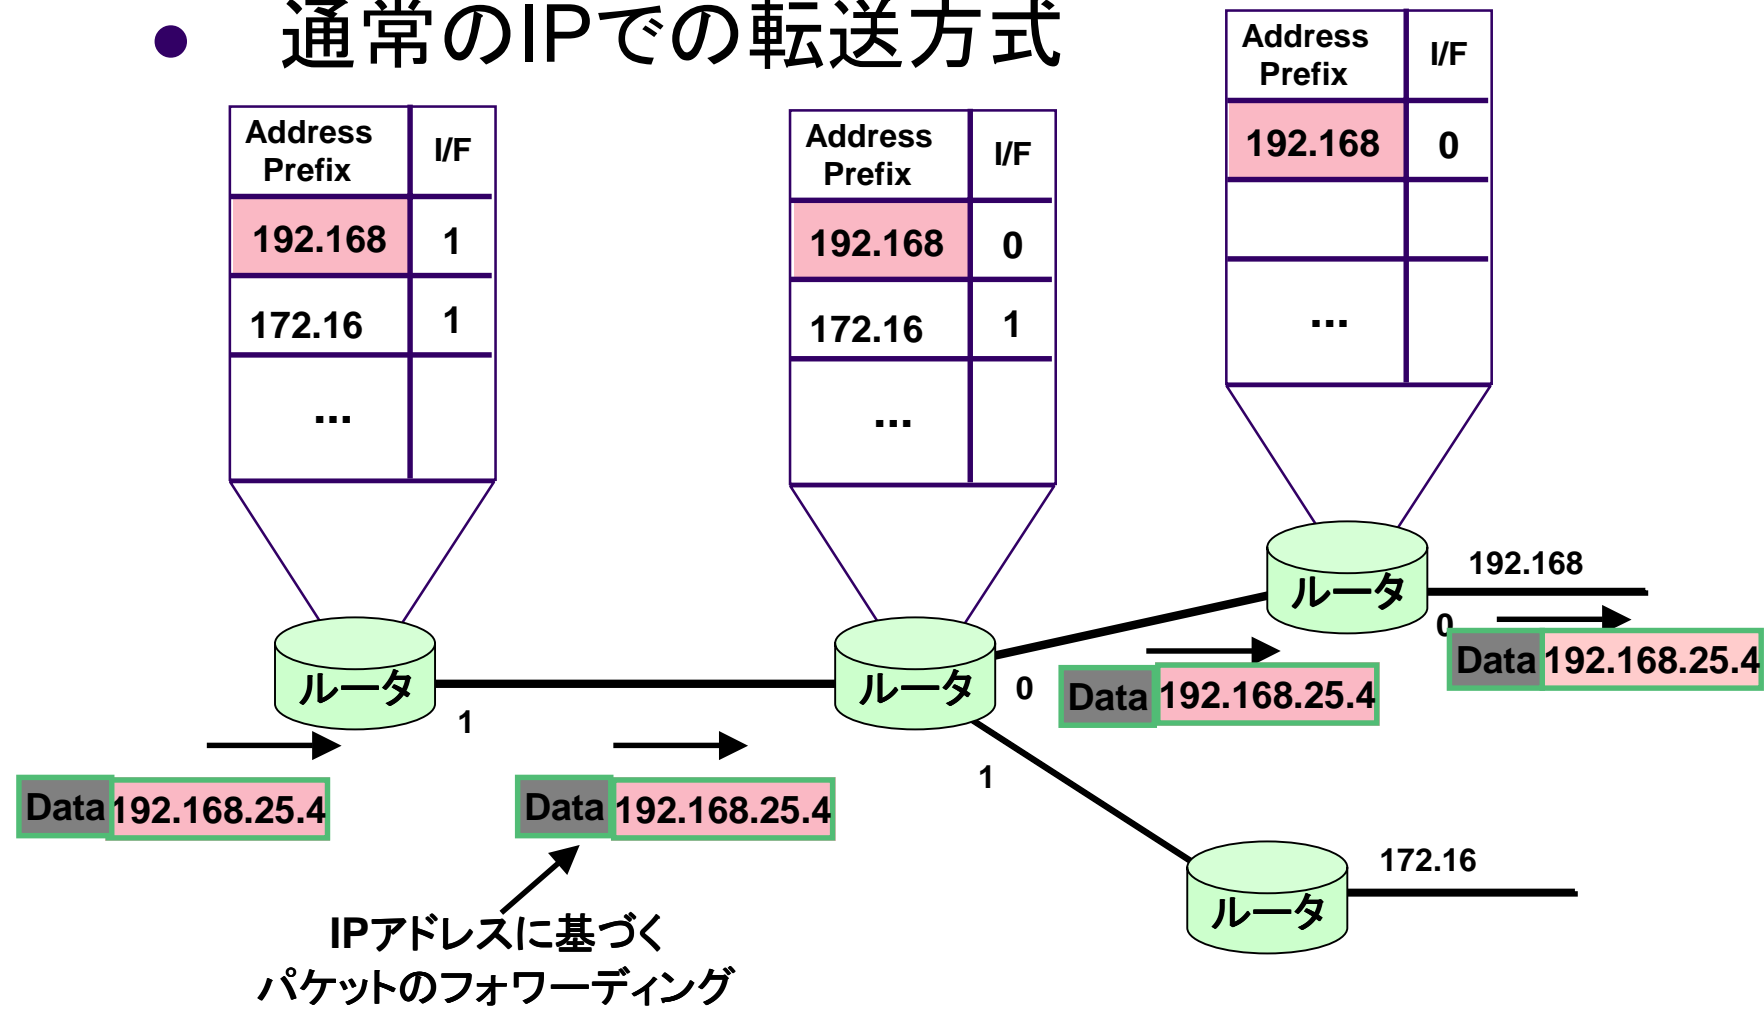 • 通常のIPでの転送方式
Address Prefix I/F
192.168 1
172.16 1
...
Address Prefix I/F
192.168 0
172.16 1
...
Address Prefix I/F
192.168 0
...
ルータ
1
ルータ
0
1
ルータ
192.168
0
ルータ
172.16
Data 192.168.25.4
Data 192.168.25.4
Data 192.168.25.4
Data 192.168.25.4
IPアドレスに基づく
パケットのフォワーディング